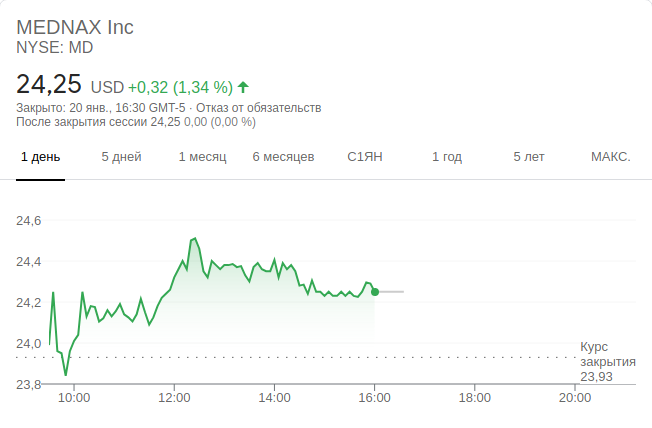 MEDNAX Inc
NYSE: MD
24,25 USD +0,32 (1,34 %)
Закрыто: 20 янв., 16:30 GMT-5 · Отказ от обязательств
После закрытия сессии 24,25 0,00 (0,00 %)
1 день 5 дней 1 месяц 6 месяцев С1ЯН 1 год 5 лет МАКС.
24,6
24,4
24,2
24,0
Курс
закрытия
23,93
23,8
10:00 12:00 14:00 16:00 18:00 20:00